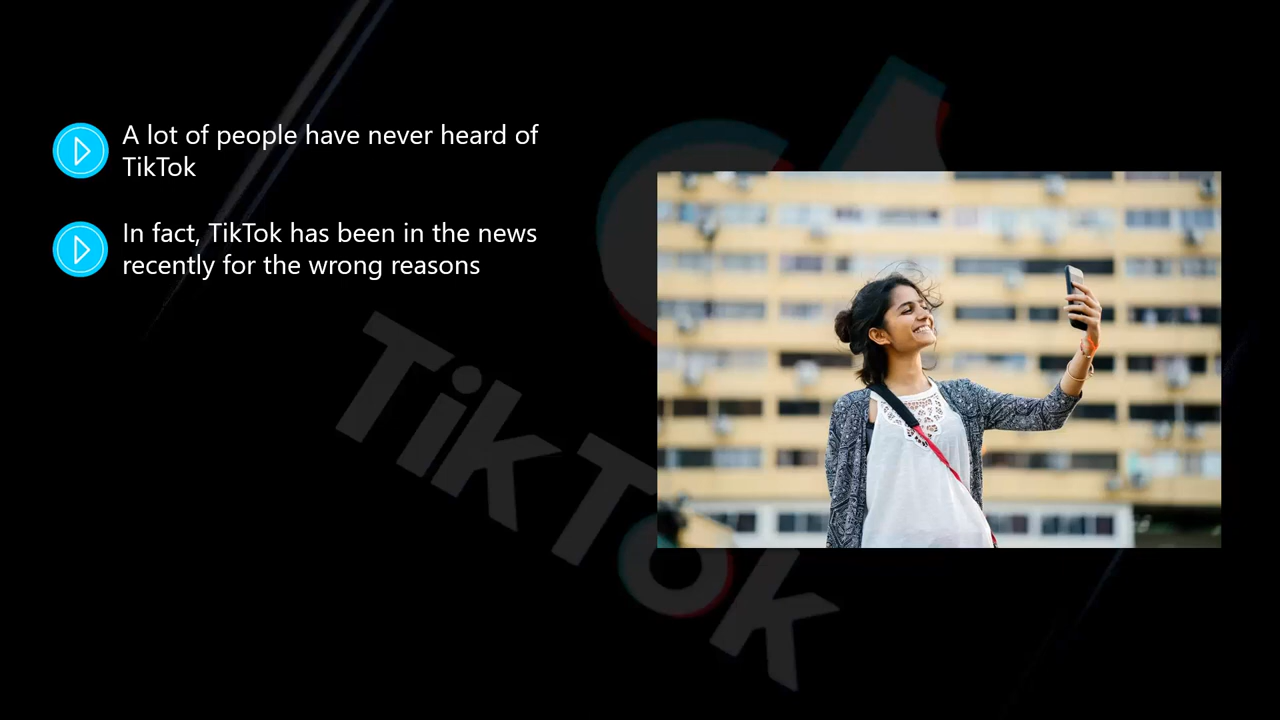 A lot of people have never heard of
TikTok
In fact, TikTok has been in the news
recently for the wrong reasons
TikTok